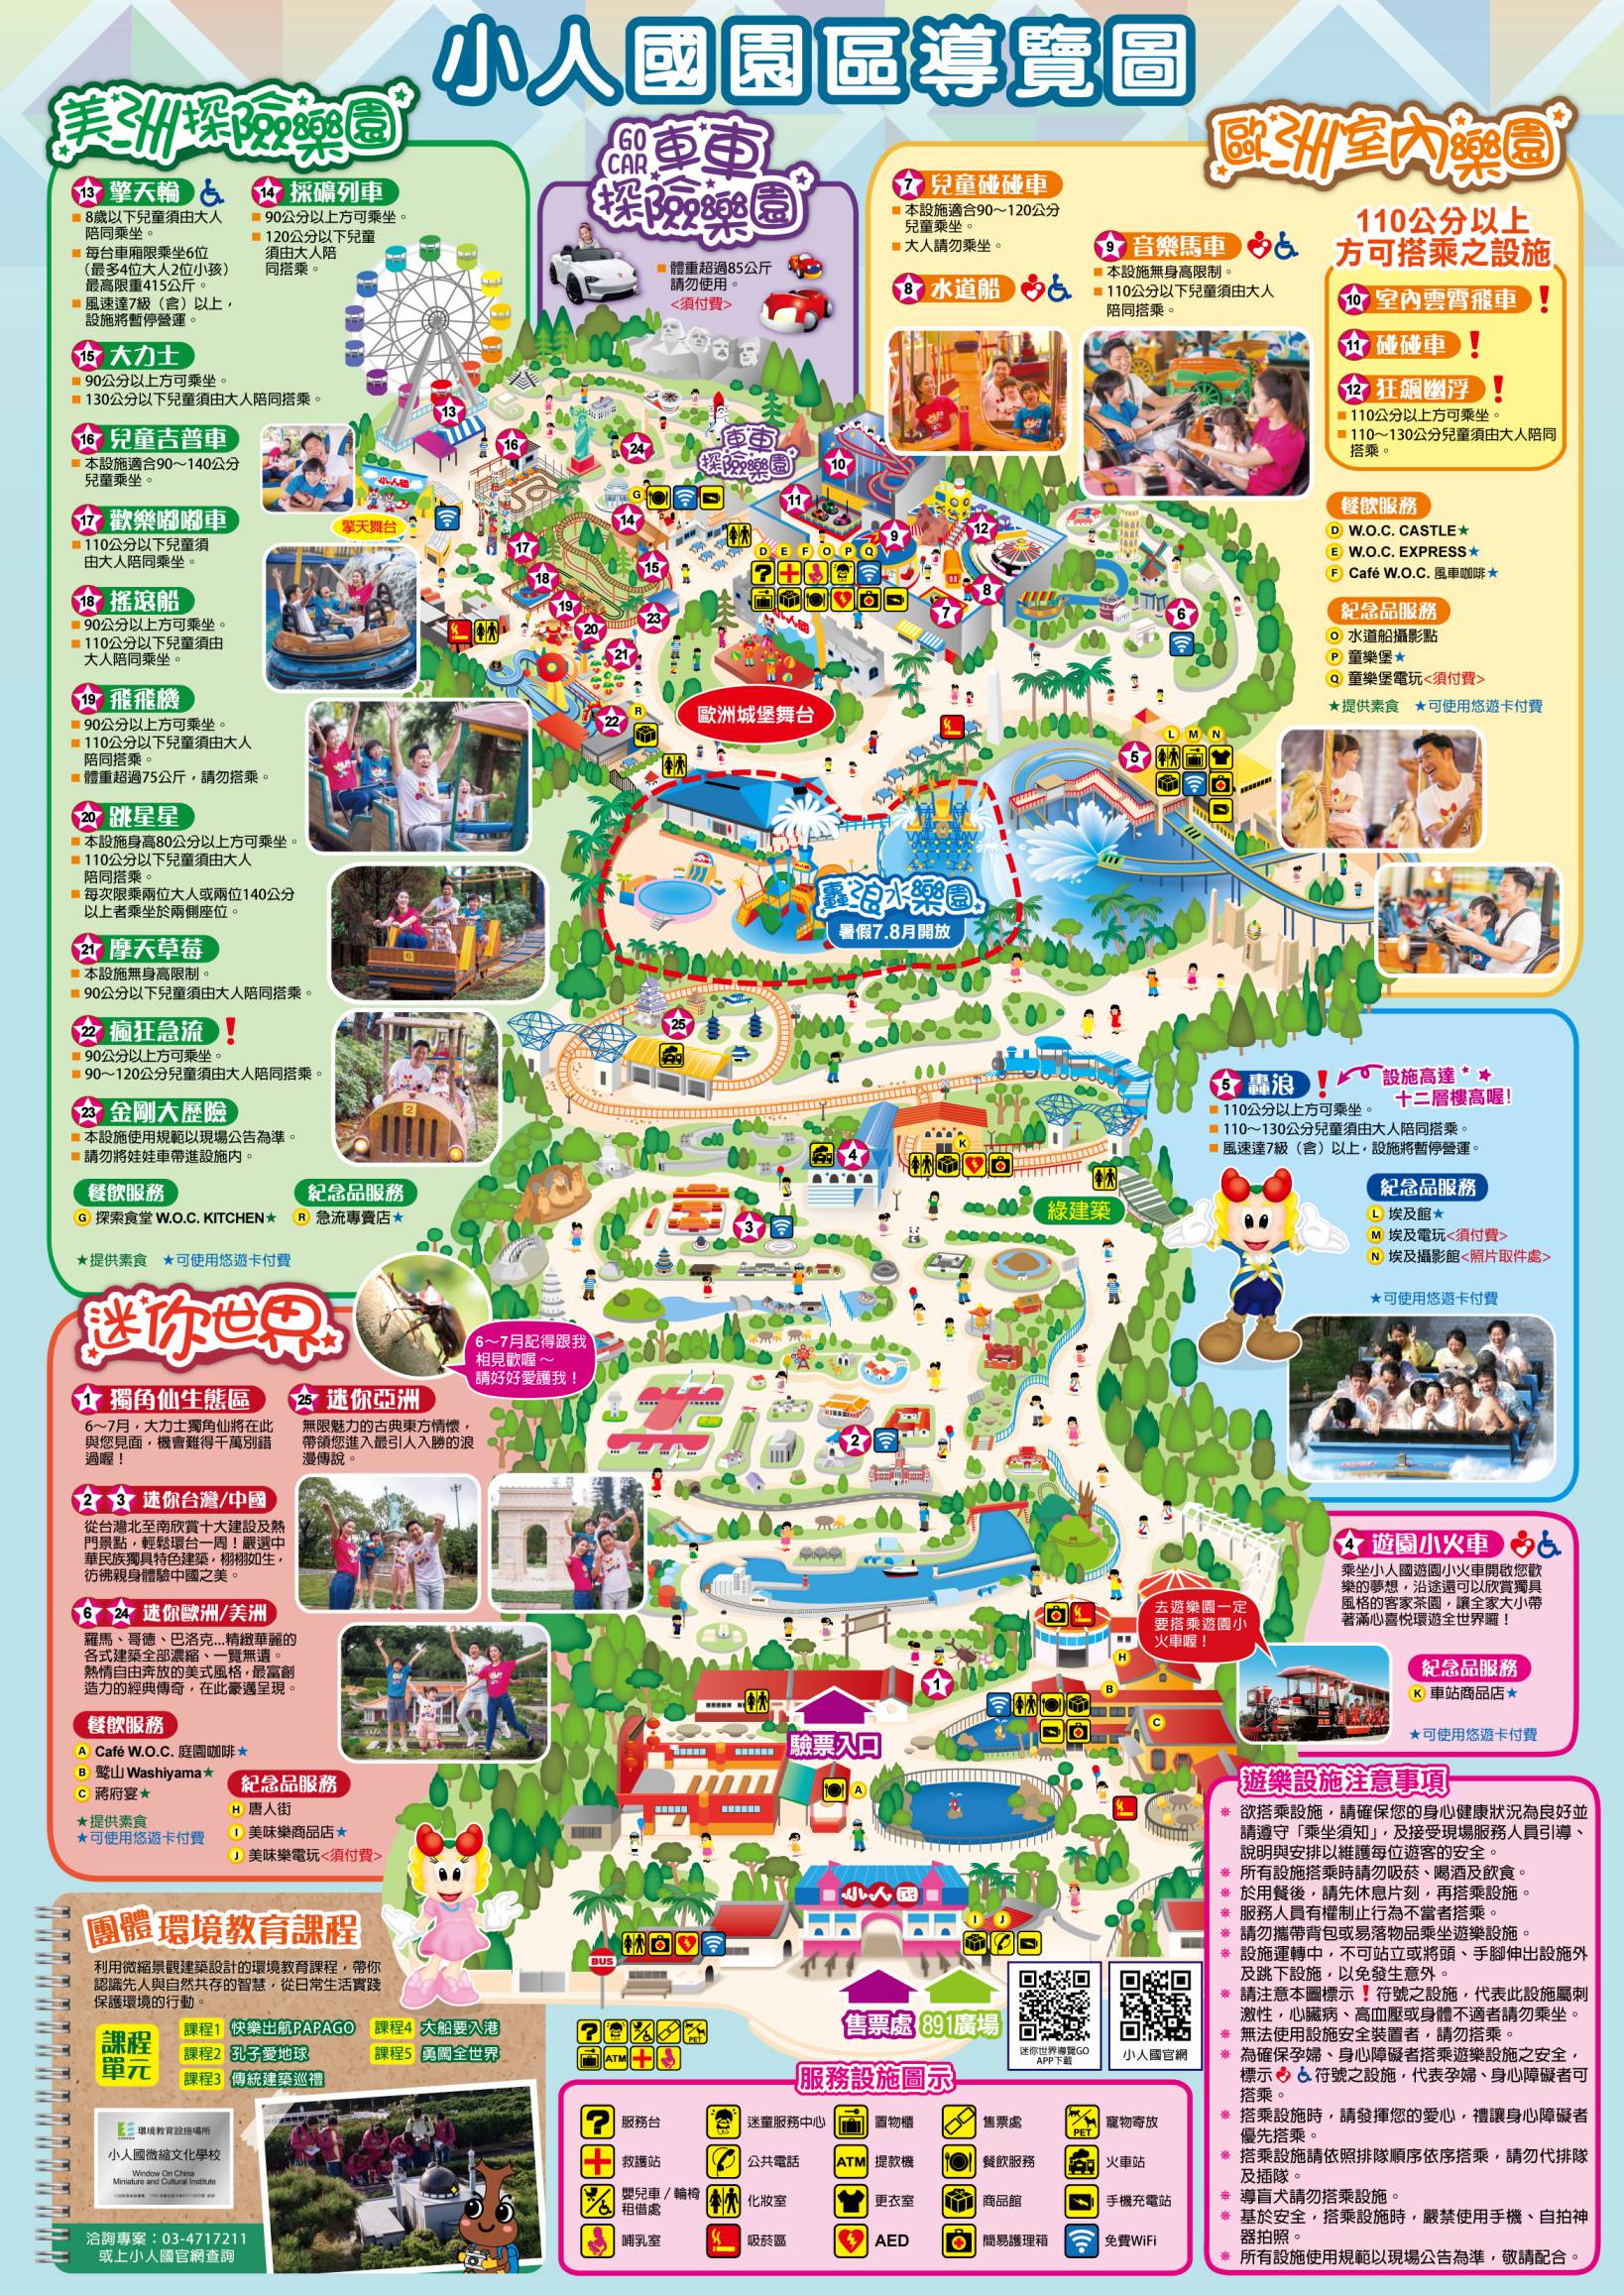 小人國園區導覽圖
美洲探險樂園
13 擎天輪
8歲以下兒童須由大人
陪同乘坐。
每台車廂限乘坐6位
(最多4位大人2位小孩)
最高限重415公斤。
風速達7級（含）以上，
設施將暫停營運。
14 採礦列車
90公分以上方可乘坐。
120公分以下兒童
須由大人陪
同搭乘。
15 大力士
90公分以上方可乘坐。
130公分以下兒童須由大人陪同搭乘。
16 兒童吉普車
本設施適合90～140公分
兒童乘坐。
17 歡樂嘟嘟車
110公分以下兒童須
由大人陪同乘坐。
18 搖滾船
90公分以上方可乘坐。
110公分以下兒童須由
大人陪同乘坐。
19 飛飛機
90公分以上方可乘坐。
110公分以下兒童須由大人
陪同搭乘。
體重超過75公斤，請勿搭乘。
20 跳星星
本設施身高80公分以上方可乘坐。
110公分以下兒童須由大人
陪同搭乘。
每次限乘兩位大人或兩位140公分
以上者乘坐於兩側座位。
21 摩天草莓
本設施無身高限制。
90公分以下兒童須由大人陪同搭乘。
22 瘋狂急流！
90公分以上方可乘坐。
90～120公分兒童須由大人陪同搭乘。
23 金剛大歷險
本設施使用規範以現場公告為準。
請勿將娃娃車帶進設施內。
餐飲服務
G 探索食堂 W.O.C. KITCHEN★
紀念品服務
R 急流專賣店★
★提供素食 ★可使用悠遊卡付費
GO CAR 車車探險樂園
體重超過85公斤
請勿使用。
<須付費>
歐洲室內樂園
7 兒童碰碰車
本設施適合90～120公分
兒童乘坐。
大人請勿乘坐。
8 水道船
9 音樂馬車
本設施無身高限制。
110公分以下兒童須由大人
陪同搭乘。
110公分以上
方可搭乘之設施
10 室內雲霄飛車！
11 碰碰車！
12 狂飆幽浮！
110公分以上方可乘坐。
110～130公分兒童須由大人陪同
搭乘。
餐飲服務
D W.O.C. CASTLE★
E W.O.C. EXPRESS★
F Café W.O.C. 風車咖啡★
紀念品服務
O 水道船攝影點
P 童樂堡★
Q 童樂堡電玩<須付費>
★提供素食 ★可使用悠遊卡付費
13
16
24
車車
探險樂園
10
11
9
12
8
7
6
小人國
擎天舞台
G
14
17
15
18
19
20
21
23
22
R
D E F O P Q
小人國
歐洲城堡舞台
L M N
5
轟浪水樂園
暑假7.8月開放
25
4
K
3
綠建築
2
5 轟浪！
設施高達
十二層樓高喔!
110公分以上方可乘坐。
110～130公分兒童須由大人陪同搭乘。
風速達7級（含）以上，設施將暫停營運。
紀念品服務
L 埃及館★
M 埃及電玩<須付費>
N 埃及攝影館<照片取件處>
★可使用悠遊卡付費
迷你世界
6～7月記得跟我
相見歡喔～
請好好愛護我！
1 獨角仙生態區
6～7月，大力士獨角仙將在此
與您見面，機會難得千萬別錯
過喔！
25 迷你亞洲
無限魅力的古典東方情懷，
帶領您進入最引人入勝的浪
漫傳說。
2 3 迷你台灣/中國
從台灣北至南欣賞十大建設及熱
門景點，輕鬆環台一周！嚴選中
華民族獨具特色建築，栩栩如生，
彷彿親身體驗中國之美。
6 24 迷你歐洲/美洲
羅馬、哥德、巴洛克...精緻華麗的
各式建築全部濃縮、一覽無遺。
熱情自由奔放的美式風格，最富創
造力的經典傳奇，在此豪邁呈現。
餐飲服務
A Café W.O.C. 庭園咖啡★
B 鷲山 Washiyama★
C 蔣府宴★
★提供素食
★可使用悠遊卡付費
紀念品服務
H 唐人街
I 美味樂商品店★
J 美味樂電玩<須付費>
4 遊園小火車
乘坐小人國遊園小火車開啟您歡
樂的夢想，沿途還可以欣賞獨具
風格的客家茶園，讓全家大小帶
著滿心喜悅環遊全世界囉！
紀念品服務
K 車站商品店★
★可使用悠遊卡付費
去遊樂園一定
要搭乘遊園小
火車喔！
H
1
B
C
驗票入口
A
小人國
I J
BUS
售票處
891廣場
迷你世界導覽GO
APP下載
小人國官網
團體 環境教育課程
利用微縮景觀建築設計的環境教育課程，帶你
認識先人與自然共存的智慧，從日常生活實踐
保護環境的行動。
課程
單元
課程1 快樂出航PAPAGO
課程2 孔子愛地球
課程3 傳統建築巡禮
課程4 大船要入港
課程5 勇闖全世界
環境教育設施場所
小人國微縮文化學校
Window On China
Miniature and Cultural Institute
洽詢專案：03-4717211
或上小人國官網查詢
PET
ATM
服務設施圖示
服務台
迷童服務中心
置物櫃
售票處
PET 寵物寄放
救護站
公共電話
ATM 提款機
餐飲服務
火車站
嬰兒車 / 輪椅
租借處
化妝室
更衣室
商品館
手機充電站
哺乳室
吸菸區
AED
簡易護理箱
免費WiFi
遊樂設施注意事項
※ 欲搭乘設施，請確保您的身心健康狀況為良好並
請遵守「乘坐須知」，及接受現場服務人員引導、
說明與安排以維護每位遊客的安全。
※ 所有設施搭乘時請勿吸菸、喝酒及飲食。
※ 於用餐後，請先休息片刻，再搭乘設施。
※ 服務人員有權制止行為不當者搭乘。
※ 請勿攜帶背包或易落物品乘坐遊樂設施。
※ 設施運轉中，不可站立或將頭、手腳伸出設施外
及跳下設施，以免發生意外。
※ 請注意本圖標示！符號之設施，代表此設施屬刺
激性，心臟病、高血壓或身體不適者請勿乘坐。
※ 無法使用設施安全裝置者，請勿搭乘。
※ 為確保孕婦、身心障礙者搭乘遊樂設施之安全，
標示 符號之設施，代表孕婦、身心障礙者可
搭乘。
※ 搭乘設施時，請發揮您的愛心，禮讓身心障礙者
優先搭乘。
※ 搭乘設施請依照排隊順序依序搭乘，請勿代排隊
及插隊。
※ 導盲犬請勿搭乘設施。
※ 基於安全，搭乘設施時，嚴禁使用手機、自拍神
器拍照。
※ 所有設施使用規範以現場公告為準，敬請配合。